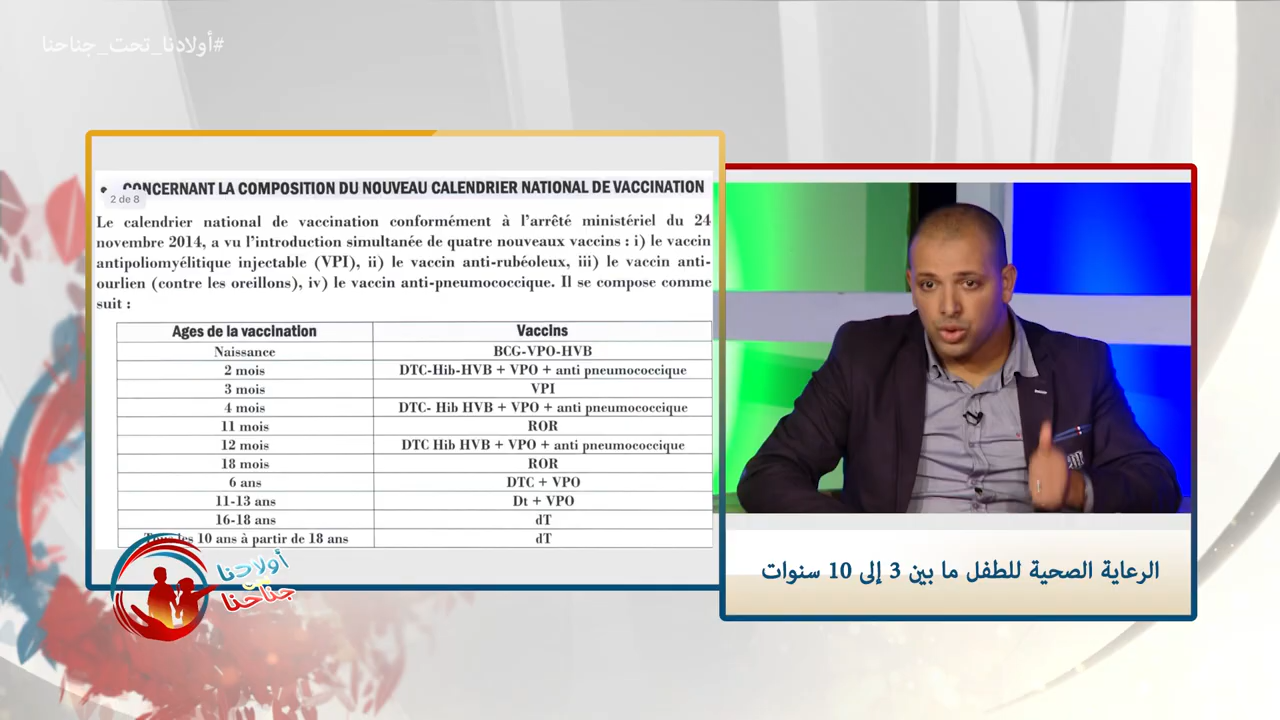 #أولادنا_تحت_جناحنا
CONCERNANT LA COMPOSITION DU NOUVEAU CALENDRIER NATIONAL DE VACCINATION
2 de 8
Le calendrier national de vaccination conformément à l'arrêté ministériel du 24
novembre 2014, a vu l'introduction simultanée de quatre nouveaux vaccins : i) le vaccin
antipoliomyélitique injectable (VPI), ii) le vaccin anti-rubéoleux, iii) le vaccin anti-
ourlien (contre les oreillons), iv) le vaccin anti-pneumococcique. Il se compose comme
suit :
Ages de la vaccination Vaccins
Naissance BCG-VPO-HVB
2 mois DTC-Hib-HVB + VPO + anti pneumococcique
3 mois VPI
4 mois DTC- Hib HVB + VPO + anti pneumococcique
11 mois ROR
12 mois DTC Hib HVB + VPO + anti pneumococcique
18 mois ROR
6 ans DTC + VPO
11-13 ans Dt + VPO
16-18 ans dT
Tous les 10 ans à partir de 18 ans dT
أولادنا
تحت
جناحنا
الرعاية الصحية للطفل ما بين 3 إلى 10 سنوات